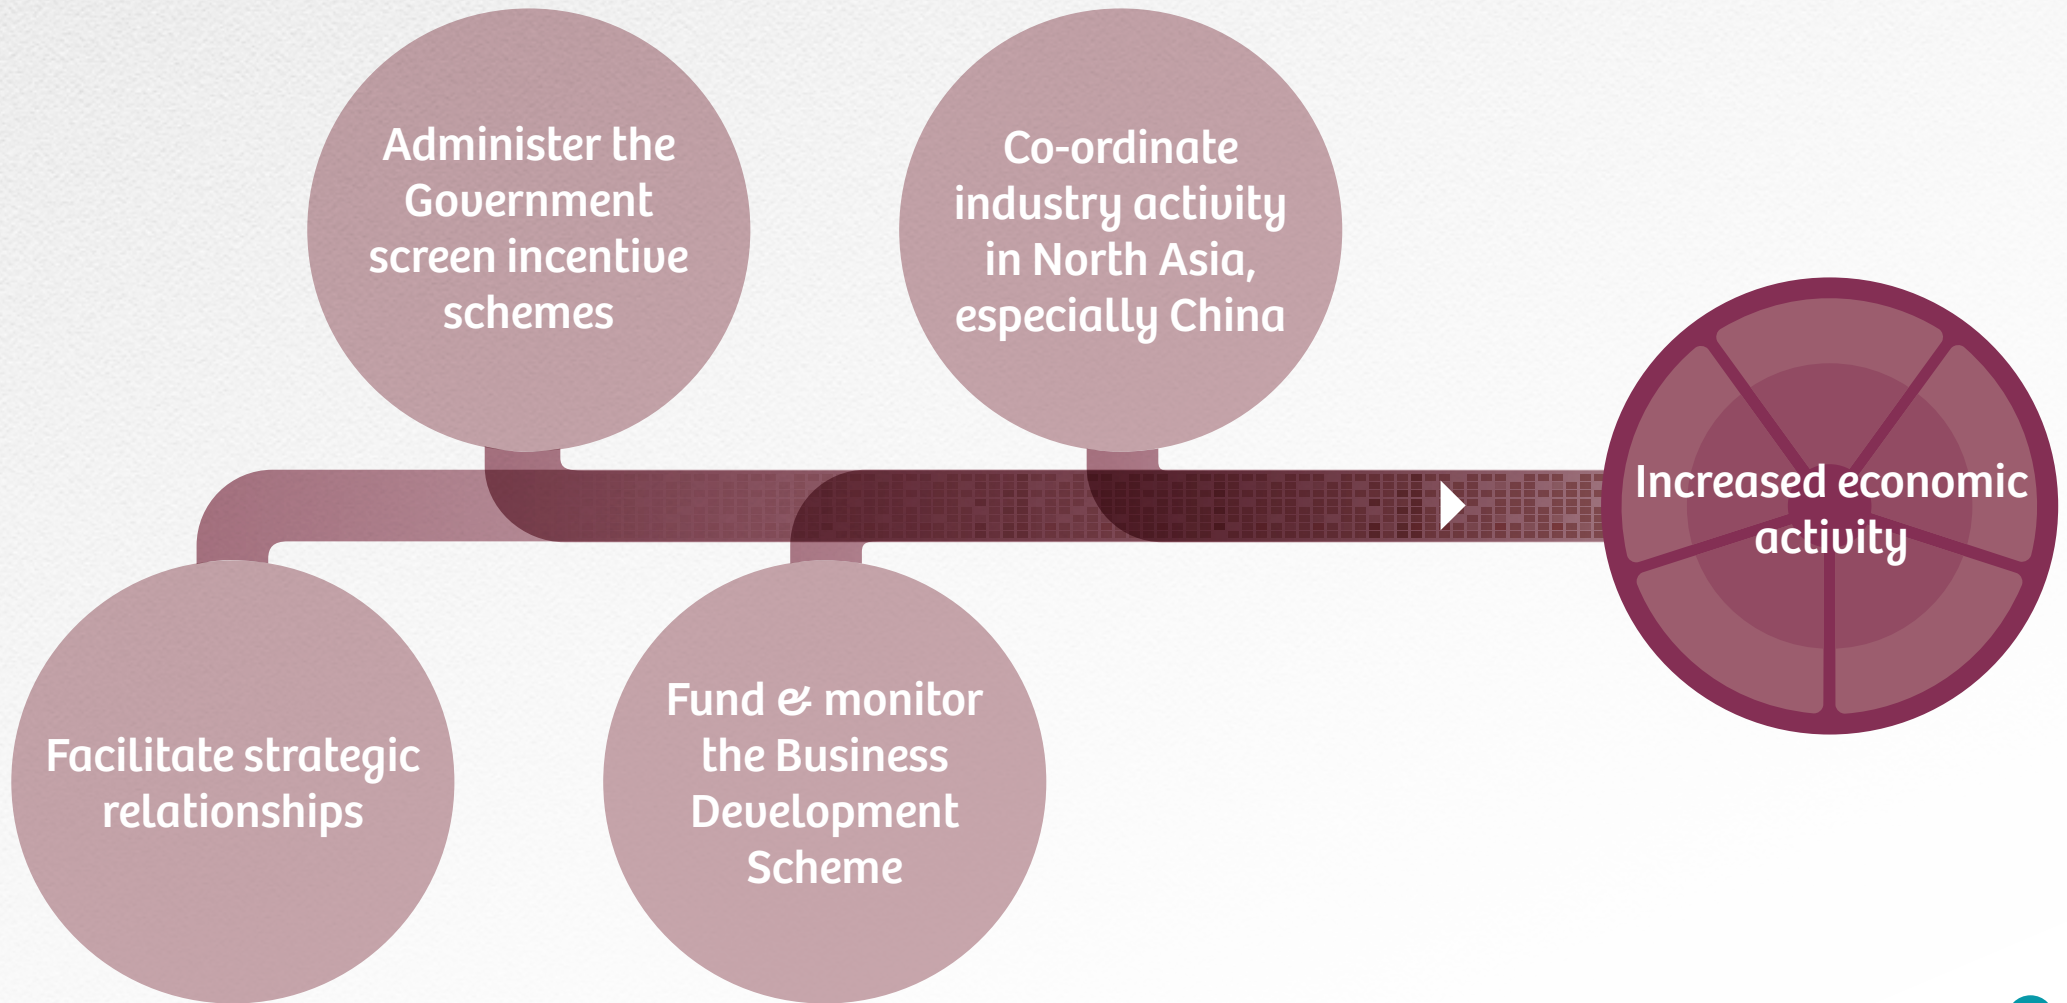 Administer the
Government
screen incentive
schemes
Co-ordinate
industry activity
in North Asia,
especially China
Increased economic
activity
Facilitate strategic
relationships
Fund & monitor
the Business
Development
Scheme